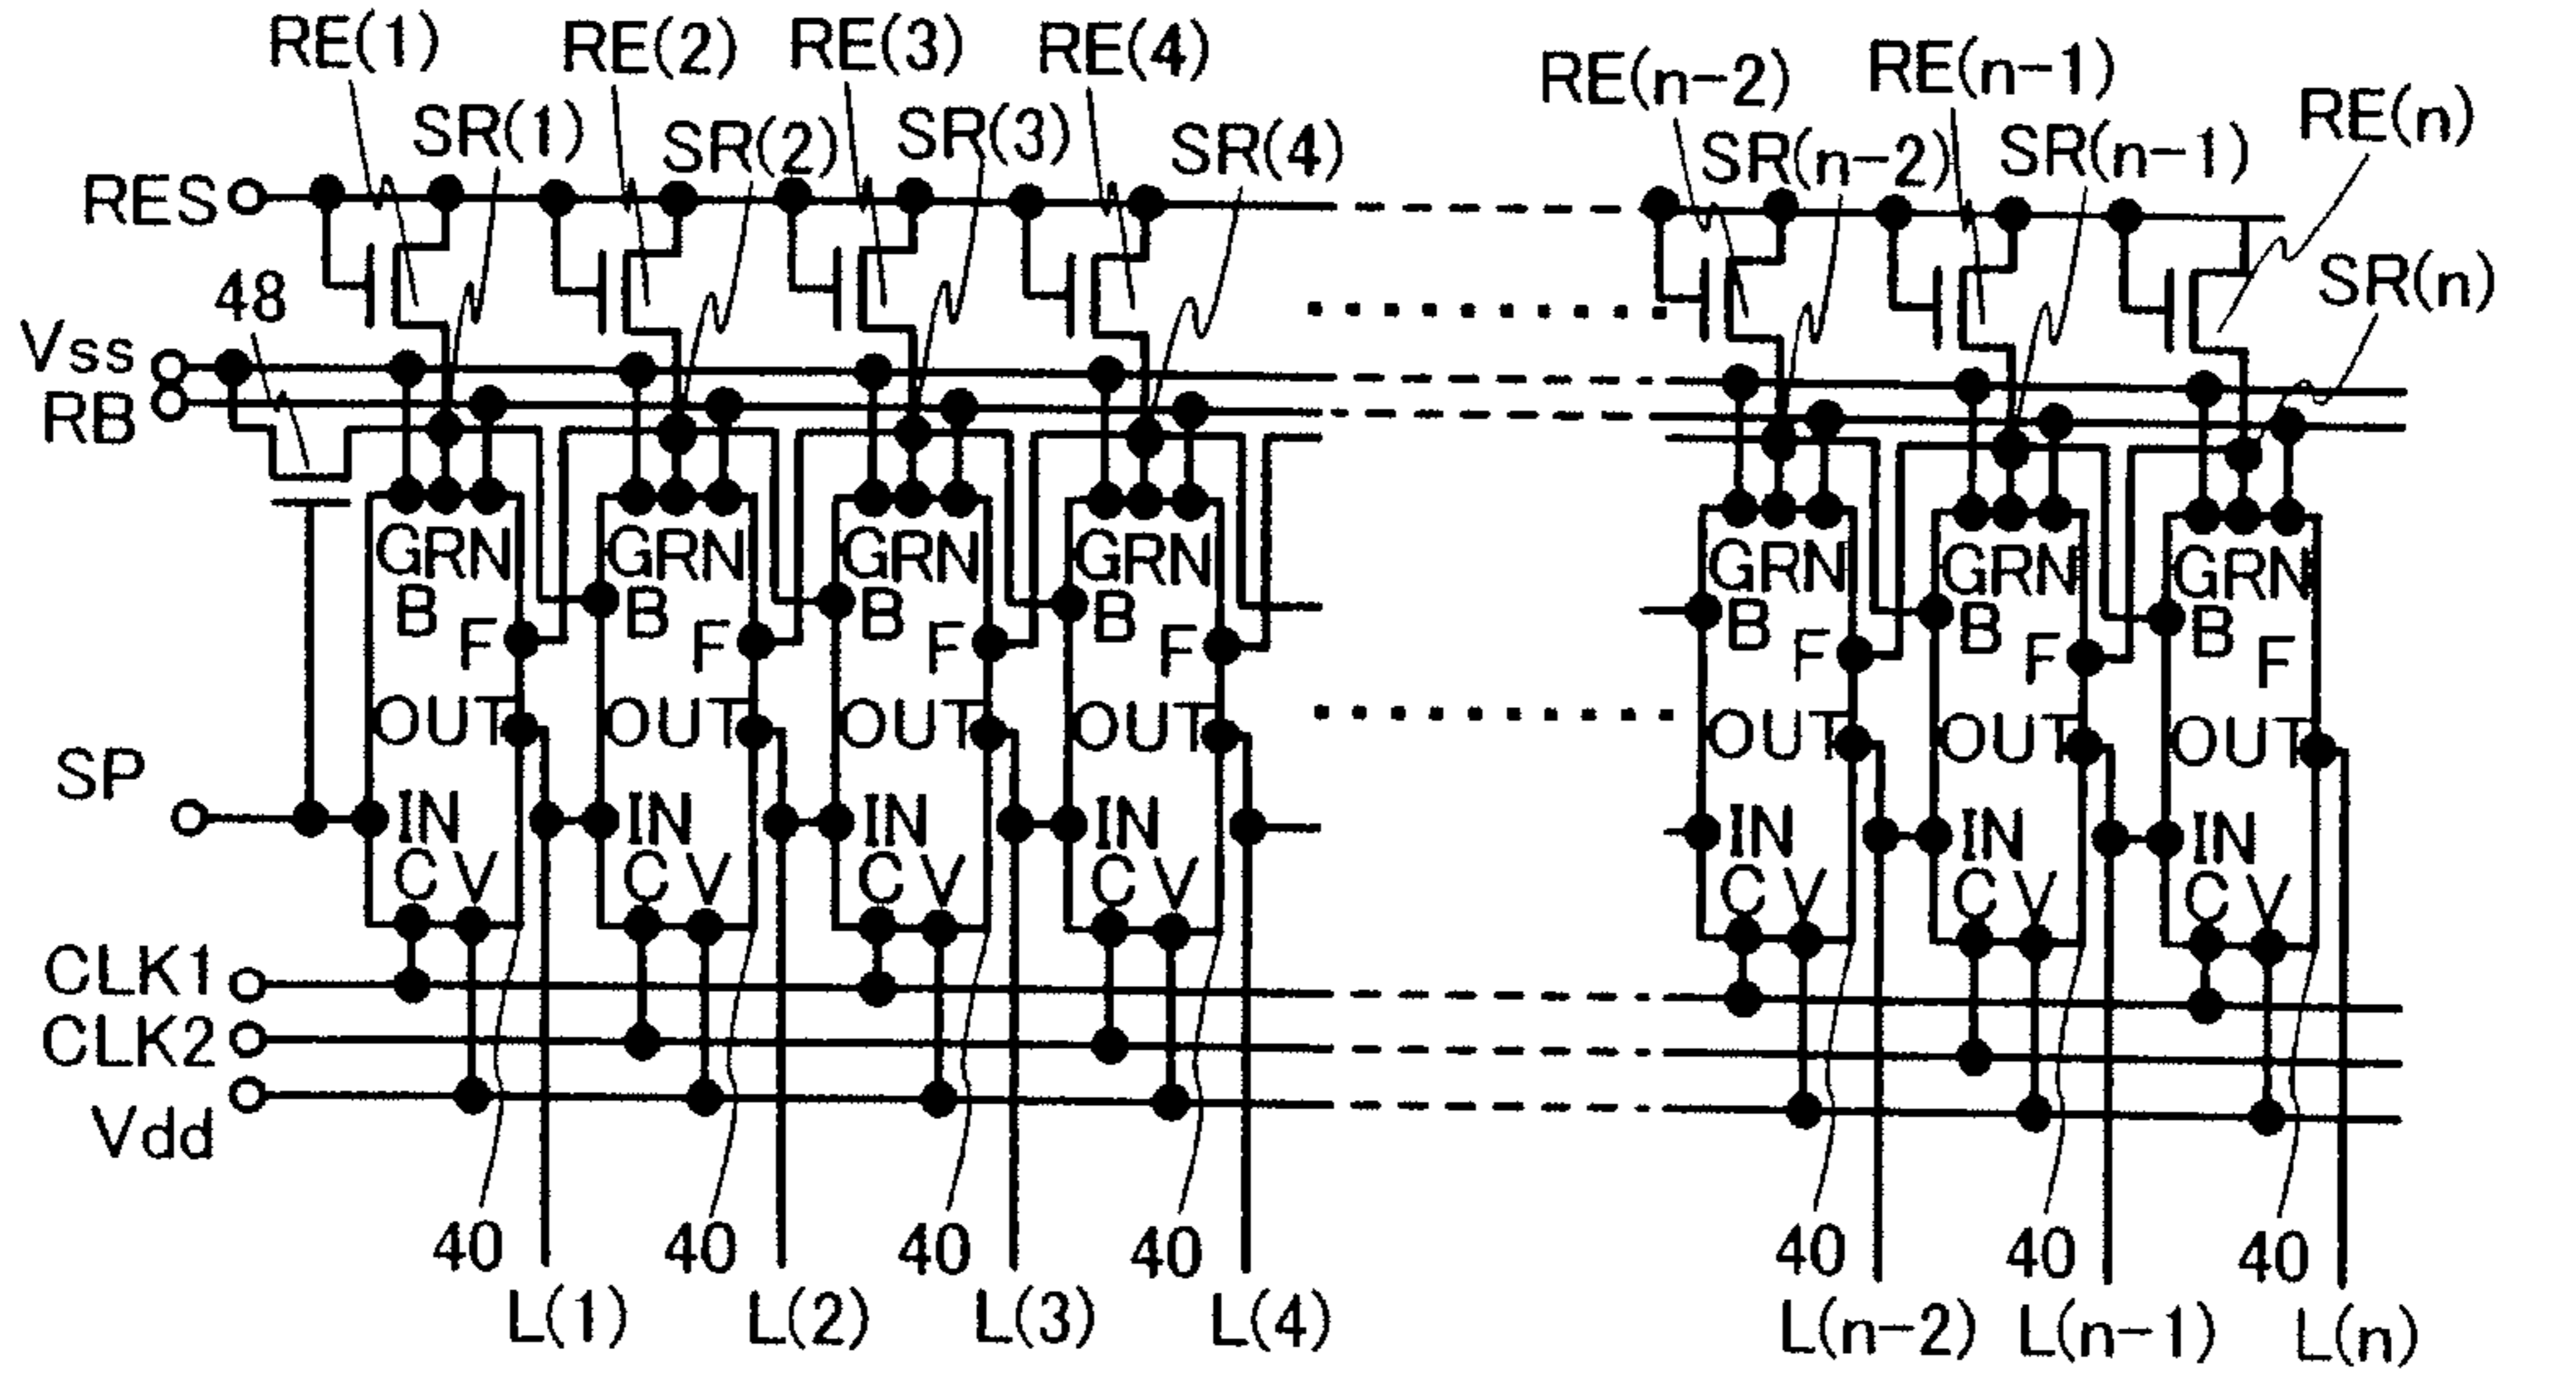 RE(1) RE(2) RE(3) RE(4) RE(n-2) RE(n-1) RE(n)
SR(1) SR(2) SR(3) SR(4) SR(n-2) SR(n-1)
RES
SR(n)
48
Vss
RB
GRN GRN GRN GRN GRN GRN GRN
B B B B B B B
F F F F F F F
OUT OUT OUT OUT OUT OUT OUT
SP
IN IN IN IN IN IN IN
C V C V C V C V C V C V C V
CLK1
CLK2
Vdd
40 40 40 40 40 40 40
L(1) L(2) L(3) L(4) L(n-2) L(n-1) L(n)